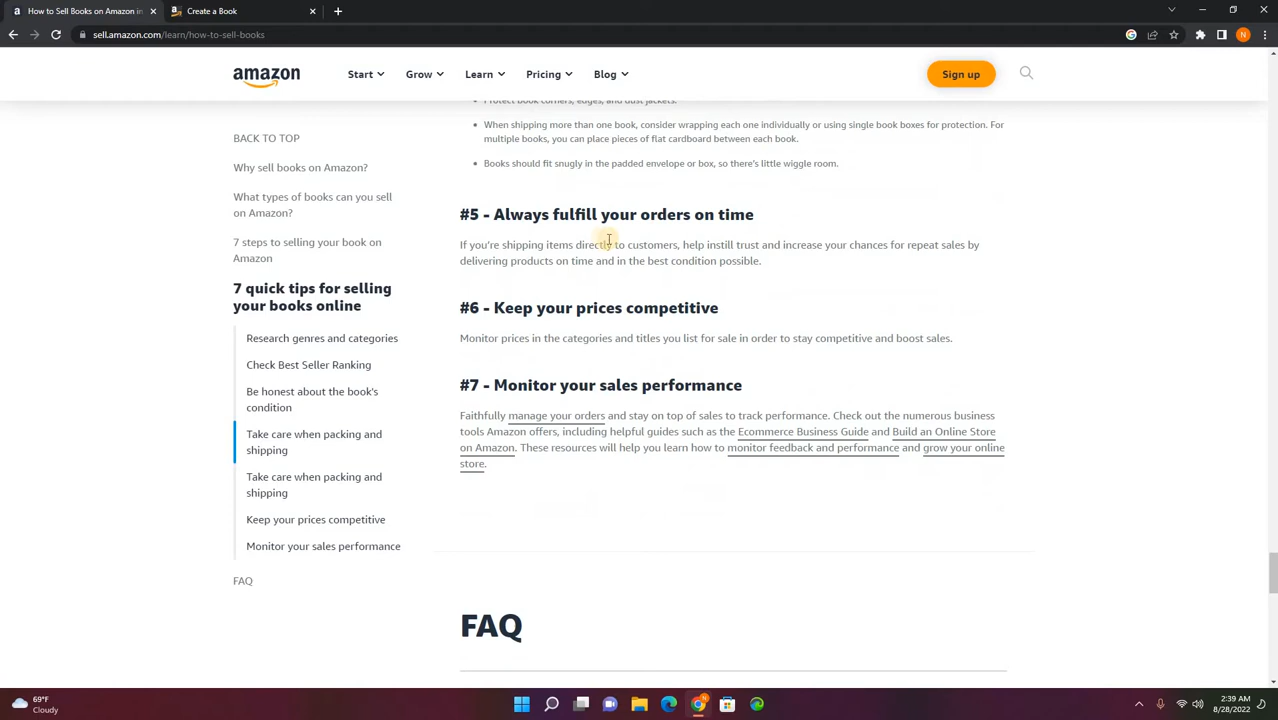 How to Sell Books on Amazon: B
Create a Book
sell.amazon.com/learn/how-to-sell-books
N
amazon
Start
Grow
Learn
Pricing
Blog
Sign up
BACK TO TOP
Why sell books on Amazon?
What types of books can you sell
on Amazon?
7 steps to selling your book on
Amazon
7 quick tips for selling
your books online
Research genres and categories
Check Best Seller Ranking
Be honest about the book's
condition
Take care when packing and
shipping
Take care when packing and
shipping
Keep your prices competitive
Monitor your sales performance
FAQ
Protect book corners, edges, and dust jackets.
When shipping more than one book, consider wrapping each one individually or using single book boxes for protection. For
multiple books, you can place pieces of flat cardboard between each book.
Books should fit snugly in the padded envelope or box, so there's little wiggle room.
#5 - Always fulfill your orders on time
If you're shipping items directly to customers, help instill trust and increase your chances for repeat sales by
delivering products on time and in the best condition possible.
#6 - Keep your prices competitive
Monitor prices in the categories and titles you list for sale in order to stay competitive and boost sales.
#7 - Monitor your sales performance
Faithfully manage your orders and stay on top of sales to track performance. Check out the numerous business
tools Amazon offers, including helpful guides such as the Ecommerce Business Guide and Build an Online Store
on Amazon. These resources will help you learn how to monitor feedback and performance and grow your online
store.
FAQ
69°F
Cloudy
2:39 AM
8/28/2022